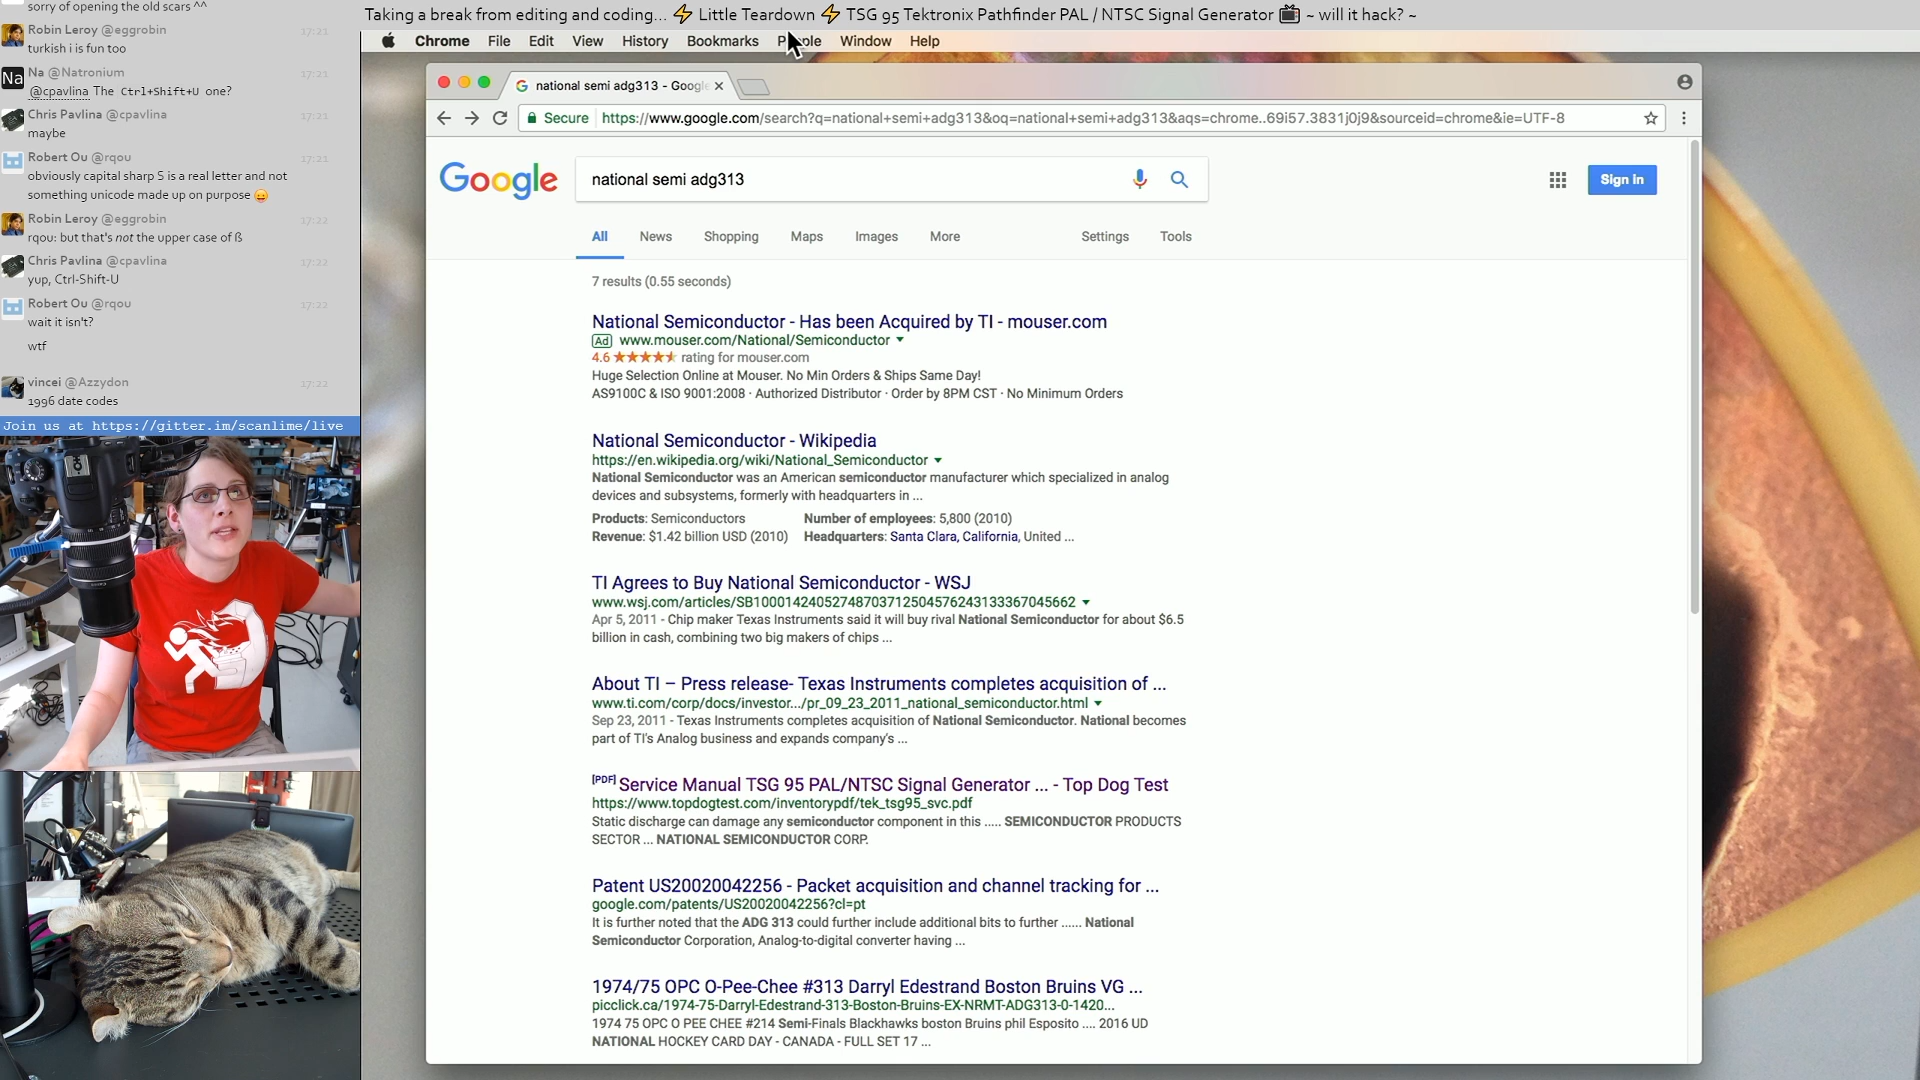 Taking a break from editing and coding... ⚡ Little Teardown ⚡ TSG 95 Tektronix Pathfinder PAL / NTSC Signal Generator 📺 ~ will it hack? ~
sorry of opening the old scars ^^
Robin Leroy @eggrobin 17:21
turkish i is fun too
Na Na @Natronium 17:21
@cpavlina The Ctrl+Shift+U one?
Chris Pavlina @cpavlina 17:21
maybe
Robert Ou @rqou 17:21
obviously capital sharp S is a real letter and not
something unicode made up on purpose 😛
Robin Leroy @eggrobin 17:22
rqou: but that's not the upper case of ß
Chris Pavlina @cpavlina 17:22
yup, Ctrl-Shift-U
Robert Ou @rqou 17:22
wait it isn't?
wtf
vincei @Azzydon 17:22
1996 date codes
Join us at https://gitter.im/scanlime/live
Chrome File Edit View History Bookmarks Window Help
national semi adg313 - Googl
Secure https://www.google.com/search?q=national+semi+adg313&oq=national+semi+adg313&aqs=chrome..69i57.3831j0j9&sourceid=chrome&ie=UTF-8
Google
national semi adg313
Sign in
All News Shopping Maps Images More Settings Tools
7 results (0.55 seconds)
National Semiconductor - Has been Acquired by TI - mouser.com
Ad www.mouser.com/National/Semiconductor
4.6 ★★★★★ rating for mouser.com
Huge Selection Online at Mouser. No Min Orders & Ships Same Day!
AS9100C & ISO 9001:2008 · Authorized Distributor · Order by 8PM CST · No Minimum Orders
National Semiconductor - Wikipedia
https://en.wikipedia.org/wiki/National_Semiconductor
National Semiconductor was an American semiconductor manufacturer which specialized in analog
devices and subsystems, formerly with headquarters in ...
Products: Semiconductors Number of employees: 5,800 (2010)
Revenue: $1.42 billion USD (2010) Headquarters: Santa Clara, California, United ...
TI Agrees to Buy National Semiconductor - WSJ
www.wsj.com/articles/SB10001424052748703712504576243133367045662
Apr 5, 2011 - Chip maker Texas Instruments said it will buy rival National Semiconductor for about $6.5
billion in cash, combining two big makers of chips ...
About TI – Press release- Texas Instruments completes acquisition of ...
www.ti.com/corp/docs/investor.../pr_09_23_2011_national_semiconductor.html
Sep 23, 2011 - Texas Instruments completes acquisition of National Semiconductor. National becomes
part of TI's Analog business and expands company's ...
[PDF] Service Manual TSG 95 PAL/NTSC Signal Generator ... - Top Dog Test
https://www.topdogtest.com/inventorypdf/tek_tsg95_svc.pdf
Static discharge can damage any semiconductor component in this ..... SEMICONDUCTOR PRODUCTS
SECTOR ... NATIONAL SEMICONDUCTOR CORP.
Patent US20020042256 - Packet acquisition and channel tracking for ...
google.com/patents/US20020042256?cl=pt
It is further noted that the ADG 313 could further include additional bits to further ...... National
Semiconductor Corporation, Analog-to-digital converter having ...
1974/75 OPC O-Pee-Chee #313 Darryl Edestrand Boston Bruins VG ...
picclick.ca/1974-75-Darryl-Edestrand-313-Boston-Bruins-EX-NRMT-ADG313-0-1420...
1974 75 OPC O PEE CHEE #214 Semi-Finals Blackhawks boston Bruins phil Esposito .... 2016 UD
NATIONAL HOCKEY CARD DAY - CANADA - FULL SET 17 ...